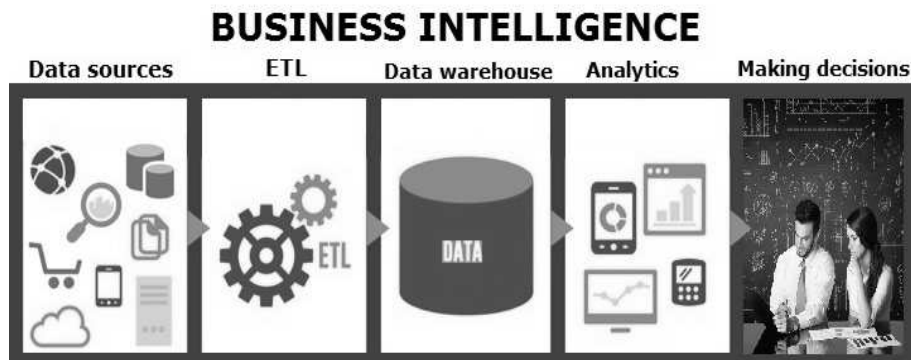 BUSINESS INTELLIGENCE
Data sources
ETL
Data warehouse
Analytics
Making decisions
ETL
DATA